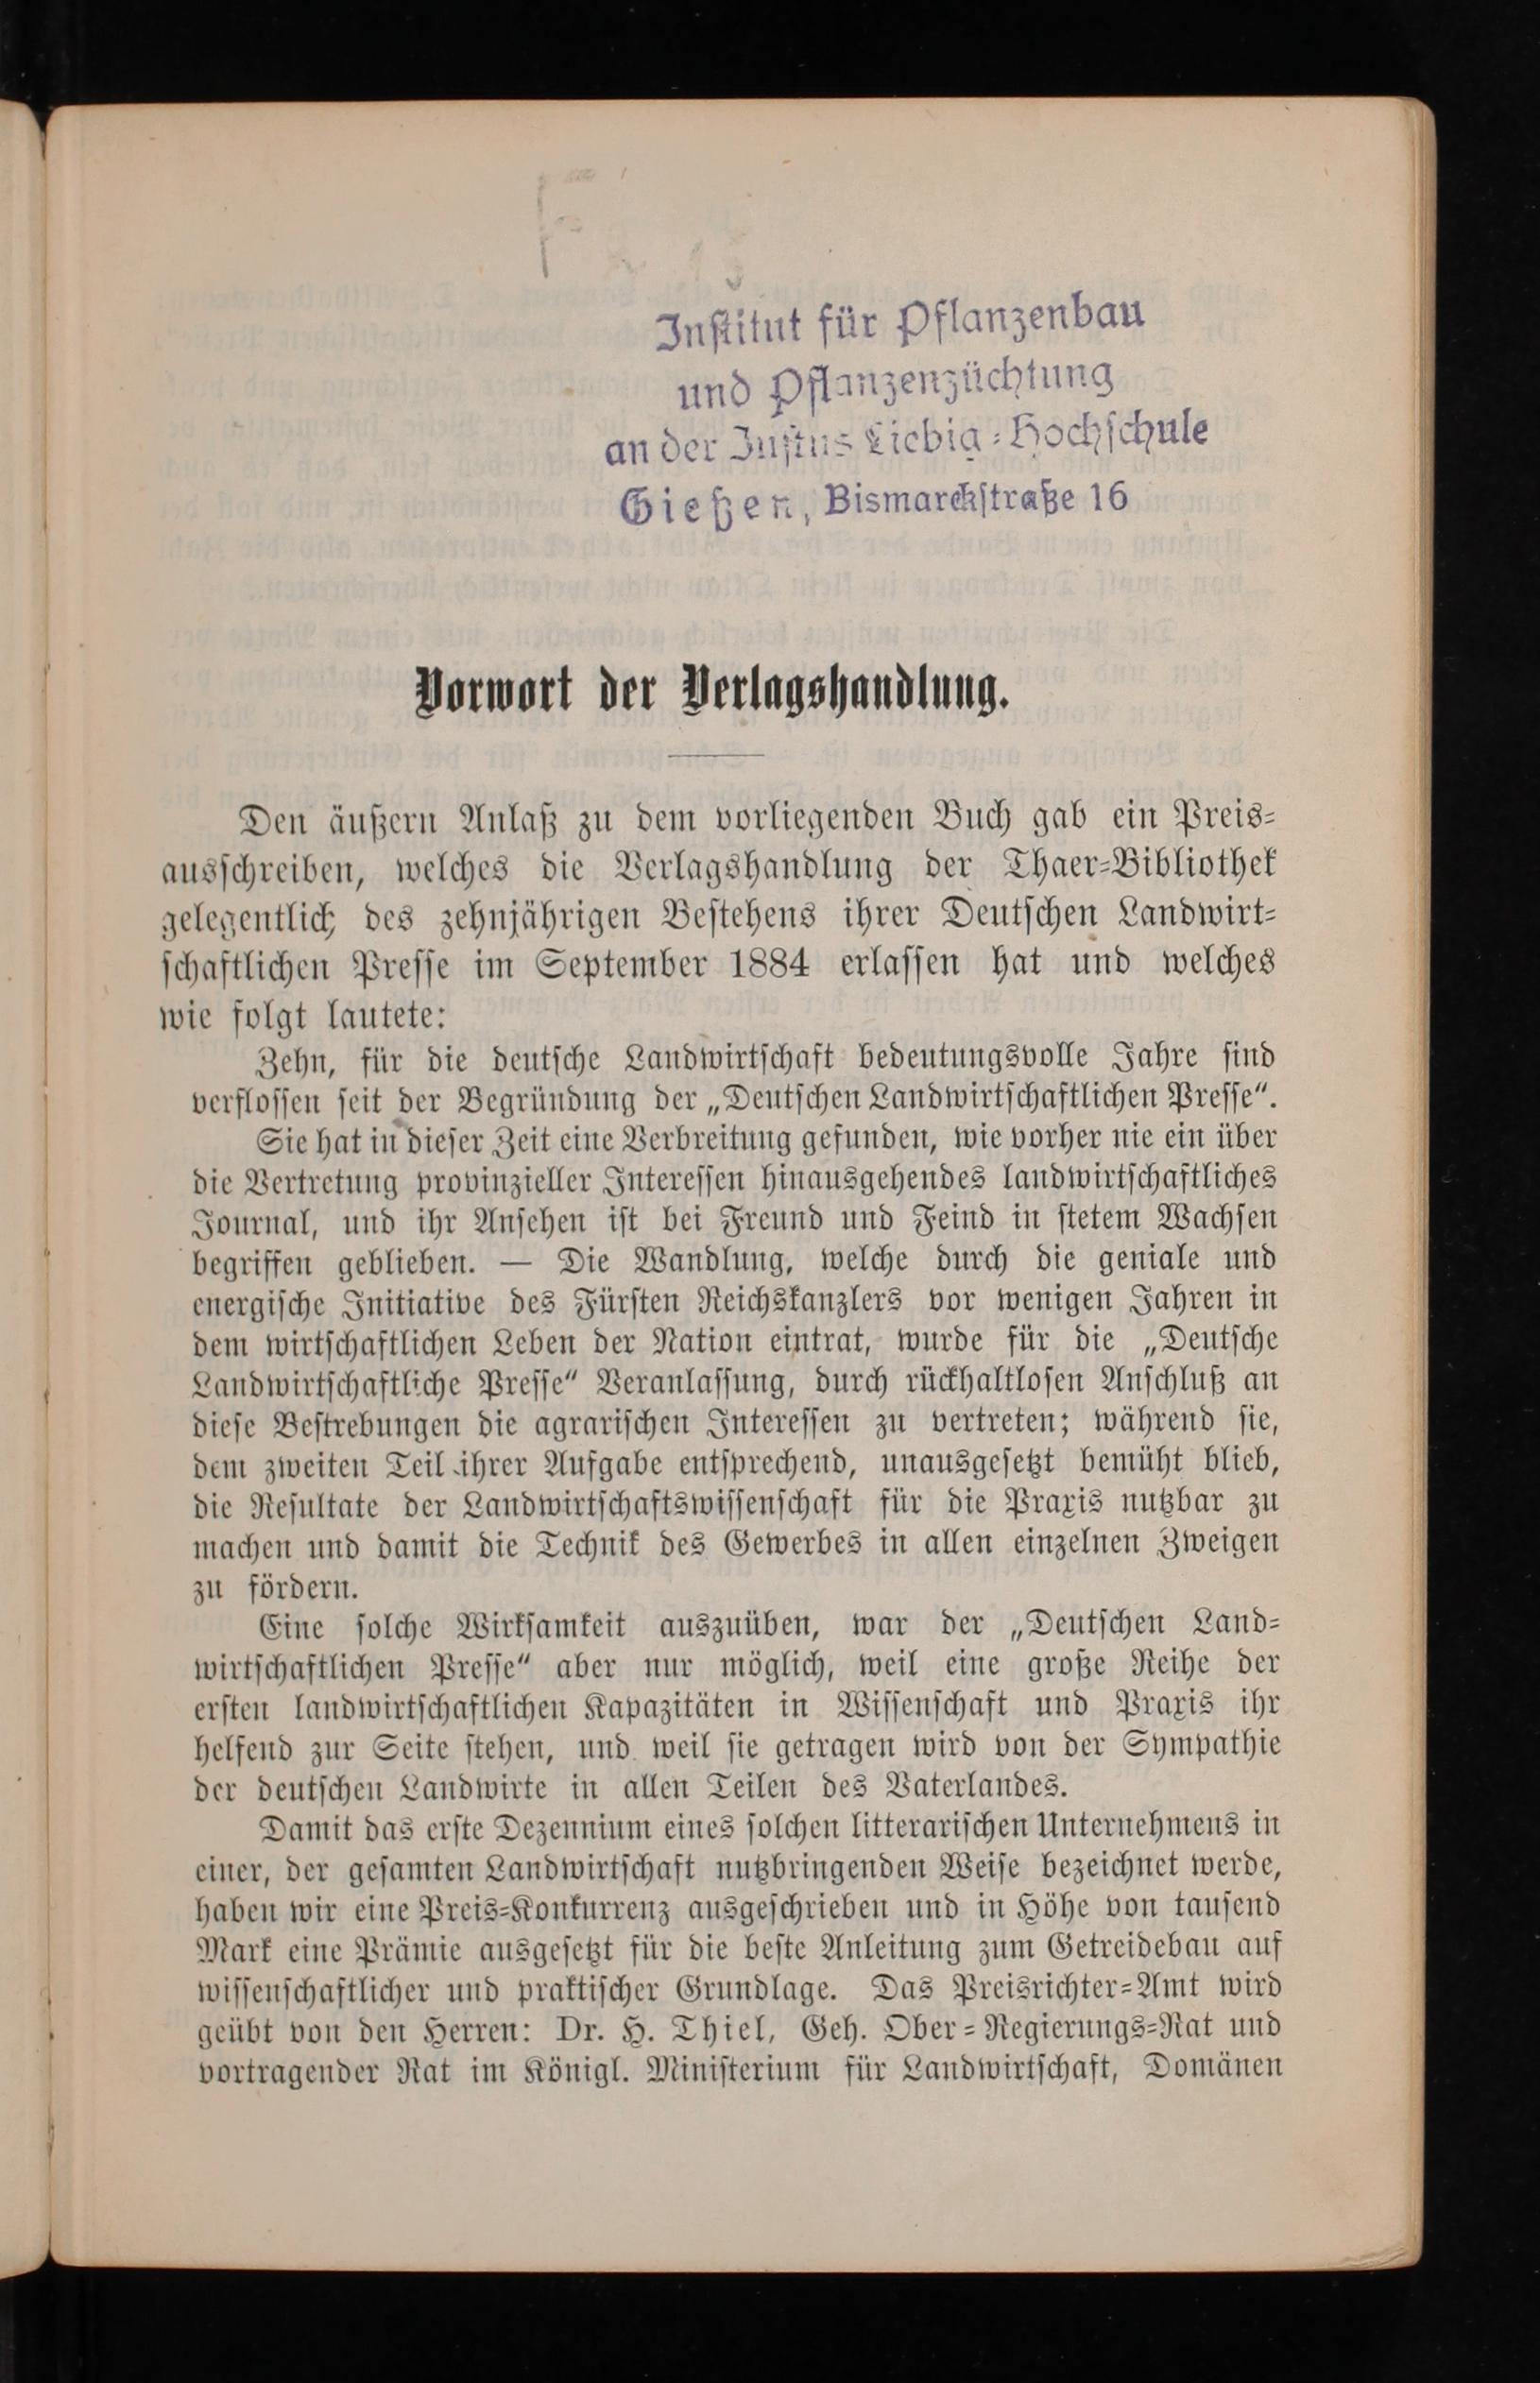 Institut für Pflanzenbau
und Pflanzenzüchtung
an der Justus Liebig-Hochschule
Gießen, Bismarckstraße 16
Vorwort der Verlagshandlung.
Den äußern Anlaß zu dem vorliegenden Buch gab ein Preis-
ausschreiben, welches die Verlagshandlung der Thaer-Bibliothek
gelegentlich des zehnjährigen Bestehens ihrer Deutschen Landwirt-
schaftlichen Presse im September 1884 erlassen hat und welches
wie folgt lautete:
Zehn, für die deutsche Landwirtschaft bedeutungsvolle Jahre sind
verflossen seit der Begründung der „Deutschen Landwirtschaftlichen Presse“.
Sie hat in dieser Zeit eine Verbreitung gefunden, wie vorher nie ein über
die Vertretung provinzieller Interessen hinausgehendes landwirtschaftliches
Journal, und ihr Ansehen ist bei Freund und Feind in stetem Wachsen
begriffen geblieben. — Die Wandlung, welche durch die geniale und
energische Initiative des Fürsten Reichskanzlers vor wenigen Jahren in
dem wirtschaftlichen Leben der Nation eintrat, wurde für die „Deutsche
Landwirtschaftliche Presse“ Veranlassung, durch rückhaltlosen Anschluß an
diese Bestrebungen die agrarischen Interessen zu vertreten; während sie,
dem zweiten Teil ihrer Aufgabe entsprechend, unausgesetzt bemüht blieb,
die Resultate der Landwirtschaftswissenschaft für die Praxis nutzbar zu
machen und damit die Technik des Gewerbes in allen einzelnen Zweigen
zu fördern.
Eine solche Wirksamkeit auszuüben, war der „Deutschen Land-
wirtschaftlichen Presse“ aber nur möglich, weil eine große Reihe der
ersten landwirtschaftlichen Kapazitäten in Wissenschaft und Praxis ihr
helfend zur Seite stehen, und weil sie getragen wird von der Sympathie
der deutschen Landwirte in allen Teilen des Vaterlandes.
Damit das erste Dezennium eines solchen litterarischen Unternehmens in
einer, der gesamten Landwirtschaft nutzbringenden Weise bezeichnet werde,
haben wir eine Preis-Konkurrenz ausgeschrieben und in Höhe von tausend
Mark eine Prämie ausgesetzt für die beste Anleitung zum Getreidebau auf
wissenschaftlicher und praktischer Grundlage. Das Preisrichter-Amt wird
geübt von den Herren: Dr. H. Thiel, Geh. Ober-Regierungs-Rat und
vortragender Rat im Königl. Ministerium für Landwirtschaft, Domänen